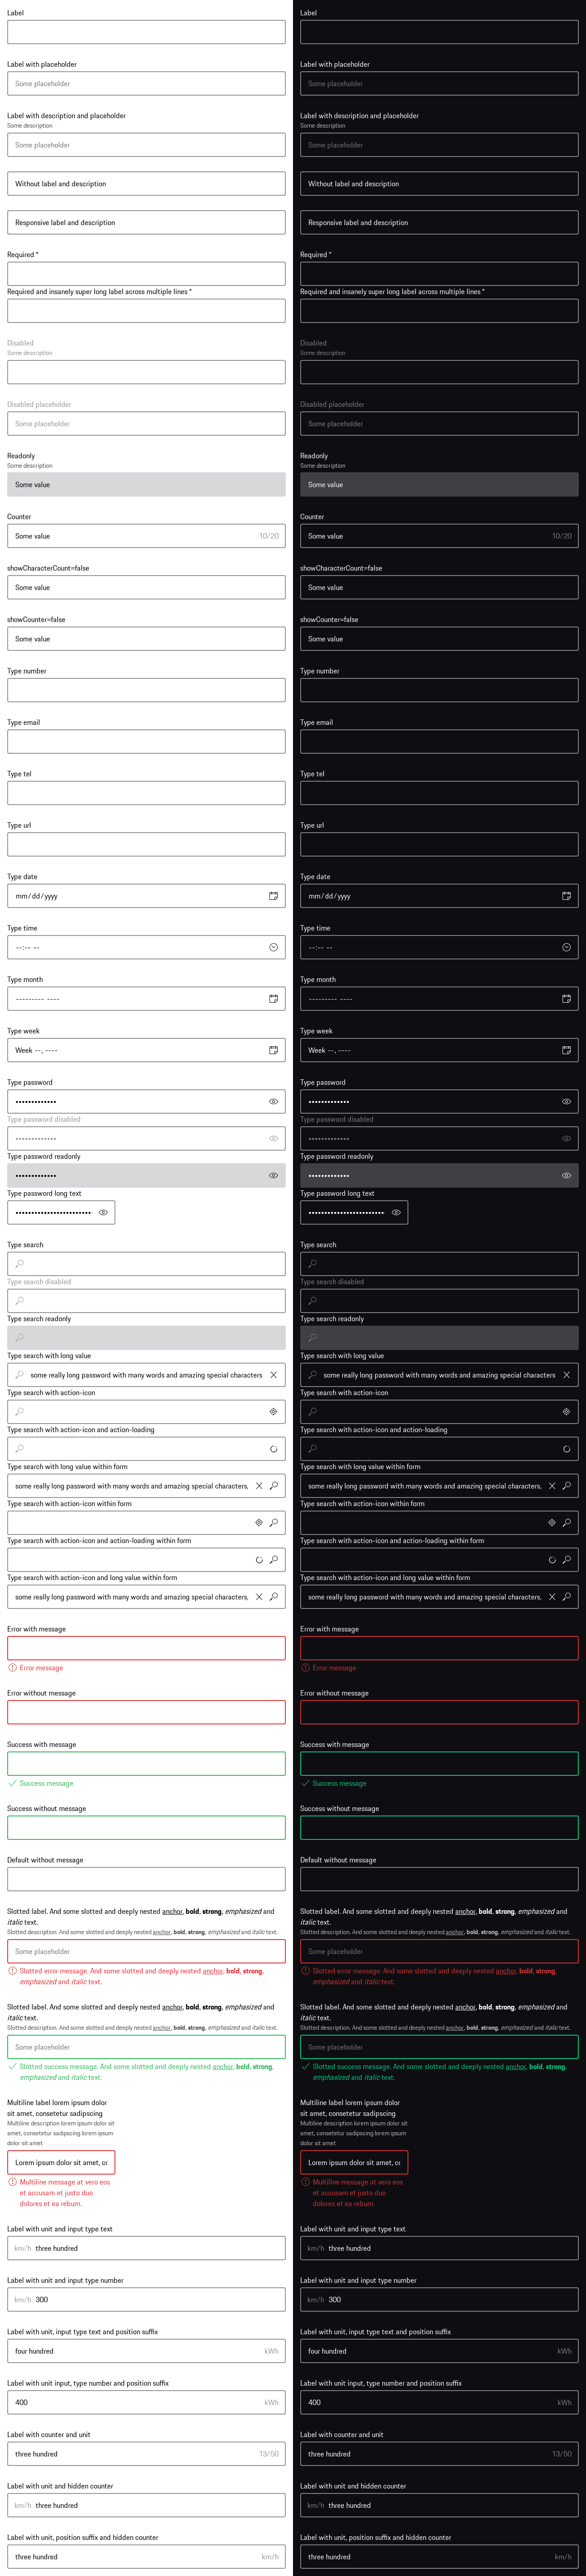 Label
Label with placeholder
Some placeholder
Label with description and placeholder
Some description
Some placeholder
Without label and description
Responsive label and description
Required *
Required and insanely super long label across multiple lines *
Disabled
Some description
Disabled placeholder
Some placeholder
Readonly
Some description
Some value
Counter
Some value 10/20
showCharacterCount=false
Some value
showCounter=false
Some value
Type number
Type email
Type tel
Type url
Type date
mm/dd/yyyy
Type time
--:-- --
Type month
--------- ----
Type week
Week --, ----
Type password
•••••••••••••
Type password disabled
•••••••••••••
Type password readonly
•••••••••••••
Type password long text
••••••••••••••••••••••••
Type search
Type search disabled
Type search readonly
Type search with long value
some really long password with many words and amazing special characters
Type search with action-icon
Type search with action-icon and action-loading
Type search with long value within form
some really long password with many words and amazing special characters,
Type search with action-icon within form
Type search with action-icon and action-loading within form
Type search with action-icon and long value within form
some really long password with many words and amazing special characters,
Error with message
Error message
Error without message
Success with message
Success message
Success without message
Default without message
Slotted label. And some slotted and deeply nested anchor, bold, strong, emphasized and
italic text.
Slotted description. And some slotted and deeply nested anchor, bold, strong, emphasized and italic text.
Some placeholder
Slotted error message. And some slotted and deeply nested anchor, bold, strong,
emphasized and italic text.
Slotted label. And some slotted and deeply nested anchor, bold, strong, emphasized and
italic text.
Slotted description. And some slotted and deeply nested anchor, bold, strong, emphasized and italic text.
Some placeholder
Slotted success message. And some slotted and deeply nested anchor, bold, strong,
emphasized and italic text.
Multiline label lorem ipsum dolor
sit amet, consetetur sadipscing
Multiline description lorem ipsum dolor sit
amet, consetetur sadipscing lorem ipsum
dolor sit amet
Lorem ipsum dolor sit amet, co
Multiline message at vero eos
et accusam et justo duo
dolores et ea rebum.
Label with unit and input type text
km/h three hundred
Label with unit and input type number
km/h 300
Label with unit, input type text and position suffix
four hundred kWh
Label with unit input, type number and position suffix
400 kWh
Label with counter and unit
three hundred 13/50
Label with unit and hidden counter
km/h three hundred
Label with unit, position suffix and hidden counter
three hundred km/h
Label
Label with placeholder
Some placeholder
Label with description and placeholder
Some description
Some placeholder
Without label and description
Responsive label and description
Required *
Required and insanely super long label across multiple lines *
Disabled
Some description
Disabled placeholder
Some placeholder
Readonly
Some description
Some value
Counter
Some value 10/20
showCharacterCount=false
Some value
showCounter=false
Some value
Type number
Type email
Type tel
Type url
Type date
mm/dd/yyyy
Type time
--:-- --
Type month
--------- ----
Type week
Week --, ----
Type password
•••••••••••••
Type password disabled
•••••••••••••
Type password readonly
•••••••••••••
Type password long text
••••••••••••••••••••••••
Type search
Type search disabled
Type search readonly
Type search with long value
some really long password with many words and amazing special characters
Type search with action-icon
Type search with action-icon and action-loading
Type search with long value within form
some really long password with many words and amazing special characters,
Type search with action-icon within form
Type search with action-icon and action-loading within form
Type search with action-icon and long value within form
some really long password with many words and amazing special characters,
Error with message
Error message
Error without message
Success with message
Success message
Success without message
Default without message
Slotted label. And some slotted and deeply nested anchor, bold, strong, emphasized and
italic text.
Slotted description. And some slotted and deeply nested anchor, bold, strong, emphasized and italic text.
Some placeholder
Slotted error message. And some slotted and deeply nested anchor, bold, strong,
emphasized and italic text.
Slotted label. And some slotted and deeply nested anchor, bold, strong, emphasized and
italic text.
Slotted description. And some slotted and deeply nested anchor, bold, strong, emphasized and italic text.
Some placeholder
Slotted success message. And some slotted and deeply nested anchor, bold, strong,
emphasized and italic text.
Multiline label lorem ipsum dolor
sit amet, consetetur sadipscing
Multiline description lorem ipsum dolor sit
amet, consetetur sadipscing lorem ipsum
dolor sit amet
Lorem ipsum dolor sit amet, co
Multiline message at vero eos
et accusam et justo duo
dolores et ea rebum.
Label with unit and input type text
km/h three hundred
Label with unit and input type number
km/h 300
Label with unit, input type text and position suffix
four hundred kWh
Label with unit input, type number and position suffix
400 kWh
Label with counter and unit
three hundred 13/50
Label with unit and hidden counter
km/h three hundred
Label with unit, position suffix and hidden counter
three hundred km/h